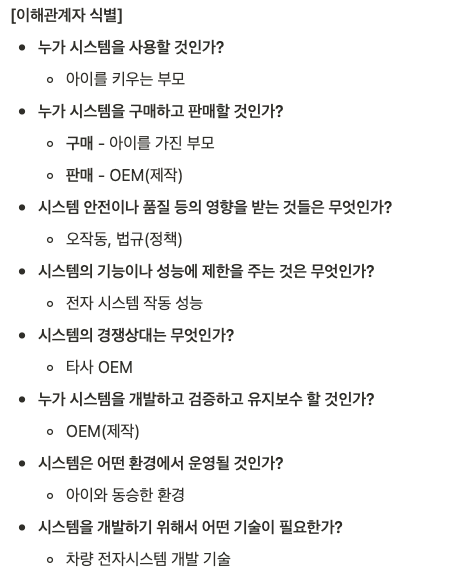 [이해관계자 식별]
• 누가 시스템을 사용할 것인가?
◦ 아이를 키우는 부모
• 누가 시스템을 구매하고 판매할 것인가?
◦ 구매 - 아이를 가진 부모
◦ 판매 - OEM(제작)
• 시스템 안전이나 품질 등의 영향을 받는 것들은 무엇인가?
◦ 오작동, 법규(정책)
• 시스템의 기능이나 성능에 제한을 주는 것은 무엇인가?
◦ 전자 시스템 작동 성능
• 시스템의 경쟁상대는 무엇인가?
◦ 타사 OEM
• 누가 시스템을 개발하고 검증하고 유지보수 할 것인가?
◦ OEM(제작)
• 시스템은 어떤 환경에서 운영될 것인가?
◦ 아이와 동승한 환경
• 시스템을 개발하기 위해서 어떤 기술이 필요한가?
◦ 차량 전자시스템 개발 기술